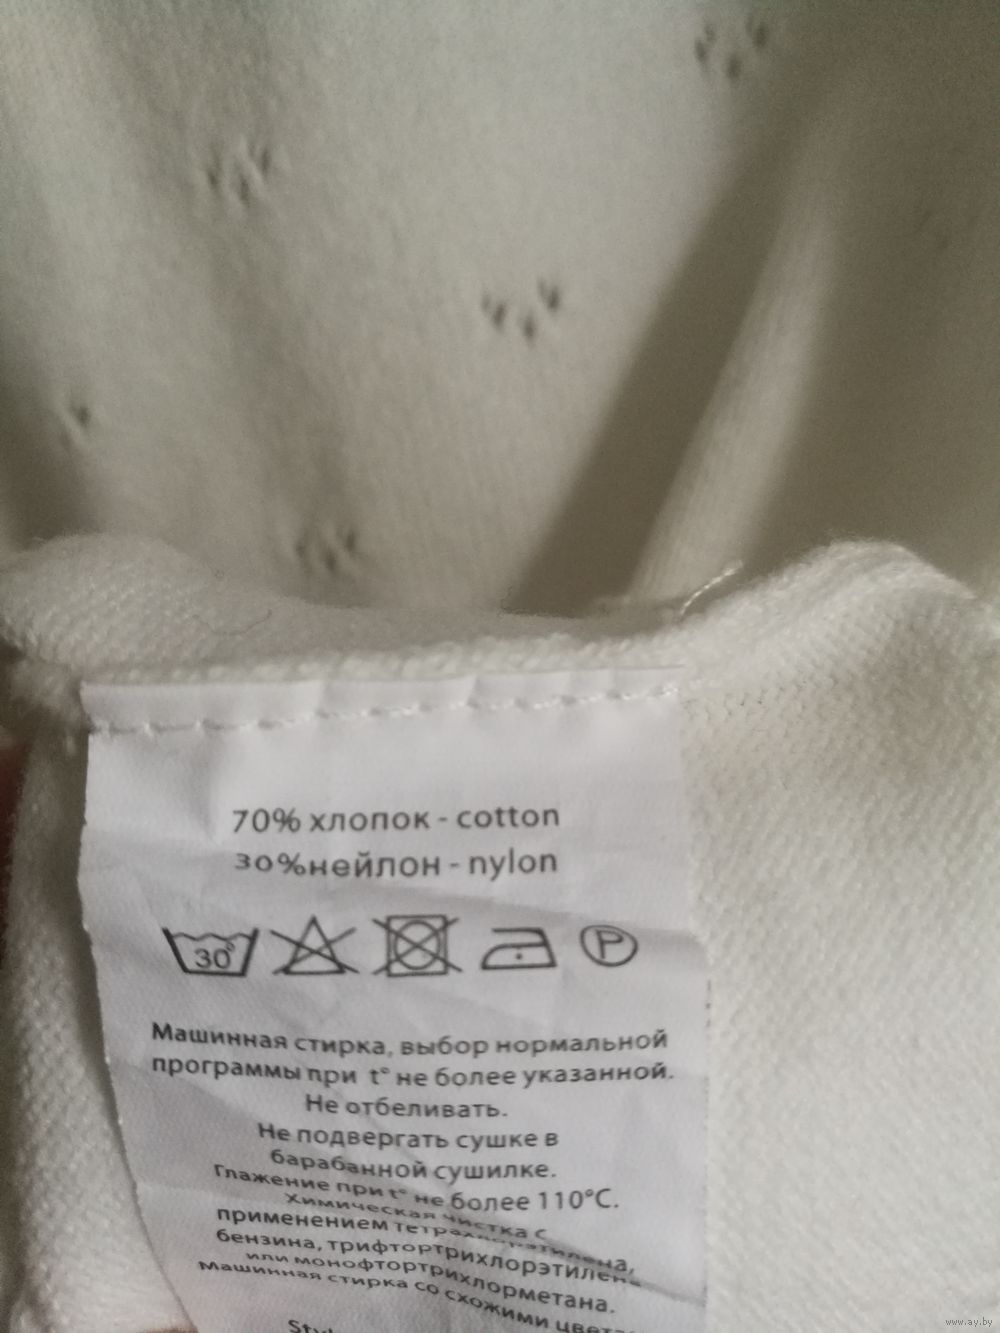 70% хлопок - cotton
30%нейлон - nylon
30°
P
Машинная стирка, выбор нормальной
программы при t° не более указанной.
Не отбеливать.
Не подвергать сушке в
барабанной сушилке.
Глажение при t° не более 110°C.
Химическая чистка с
применением тетрахлорэтилена,
бензина, трифтортрихлорэтилена
или монофтортрихлорметана.
Машинная стирка со схожими
www.ay.by